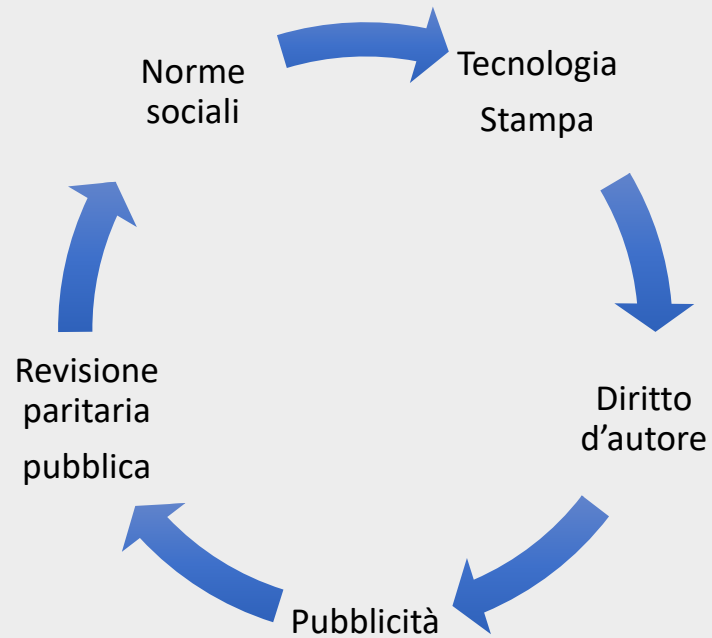 Norme
sociali
Tecnologia
Stampa
Diritto
d’autore
Pubblicità
Revisione
paritaria
pubblica